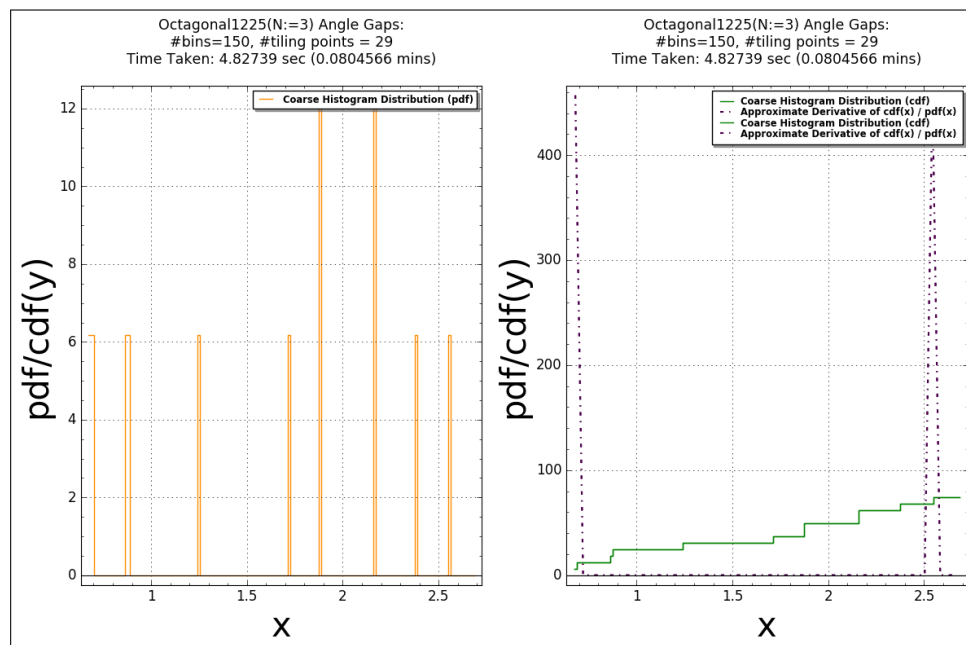 Octagonal1225(N:=3) Angle Gaps:
#bins=150, #tiling points = 29
Time Taken: 4.82739 sec (0.0804566 mins)
Coarse Histogram Distribution (pdf)
pdf/cdf(y)
12
10
8
6
4
2
0
1
1.5
2
2.5
x
Octagonal1225(N:=3) Angle Gaps:
#bins=150, #tiling points = 29
Time Taken: 4.82739 sec (0.0804566 mins)
Coarse Histogram Distribution (cdf)
Approximate Derivative of cdf(x) / pdf(x)
Coarse Histogram Distribution (cdf)
Approximate Derivative of cdf(x) / pdf(x)
pdf/cdf(y)
400
300
200
100
0
1
1.5
2
2.5
x